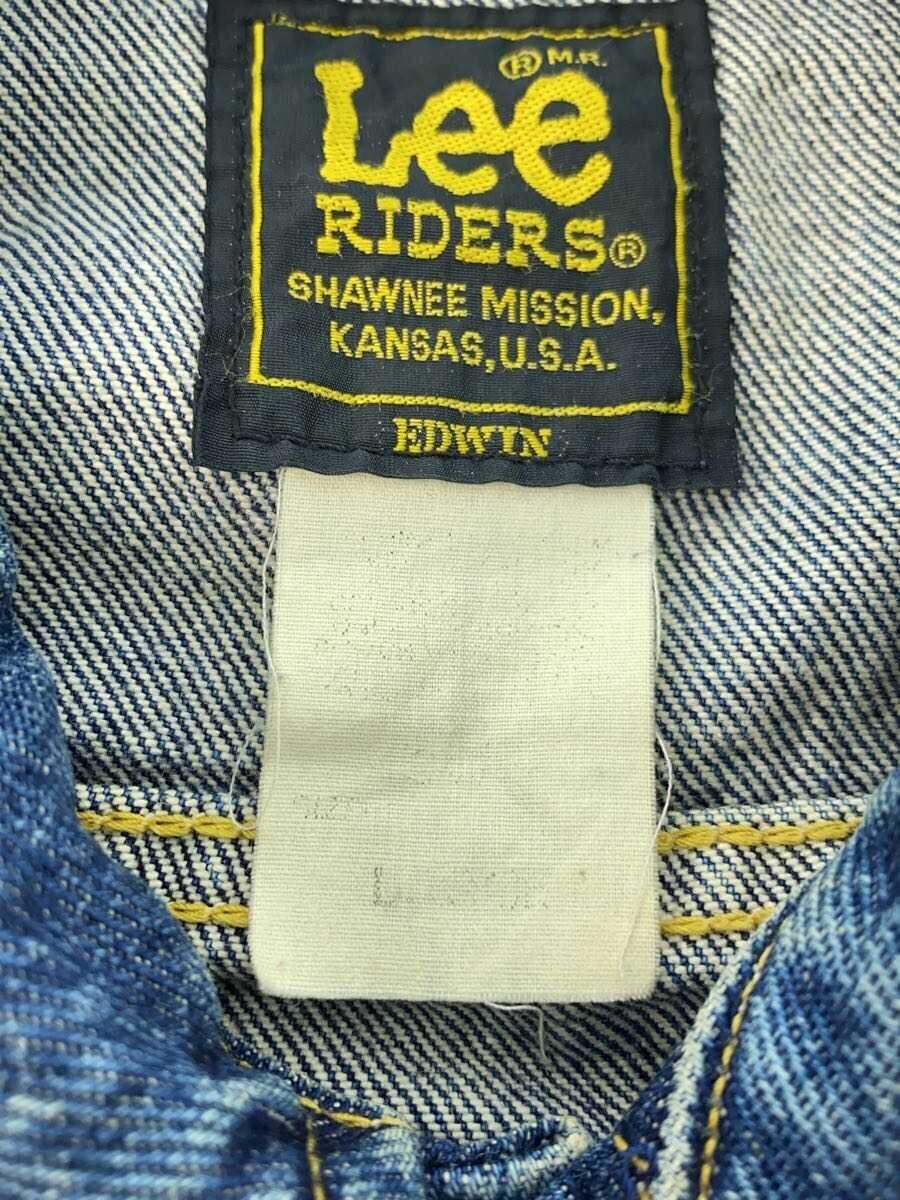 ® M.R.
Lee
RIDERS®
SHAWNEE MISSION,
KANSAS, U.S.A.
EDWIN